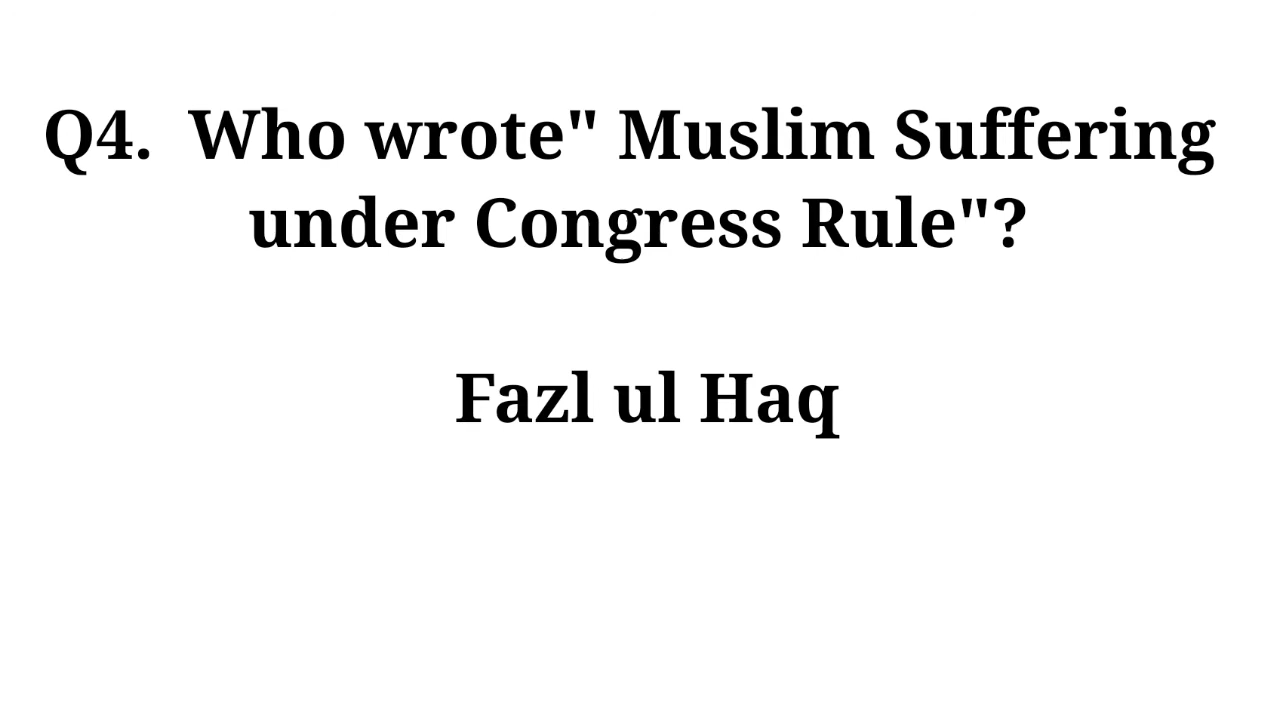 Q4. Who wrote" Muslim Suffering
under Congress Rule"?
Fazl ul Haq